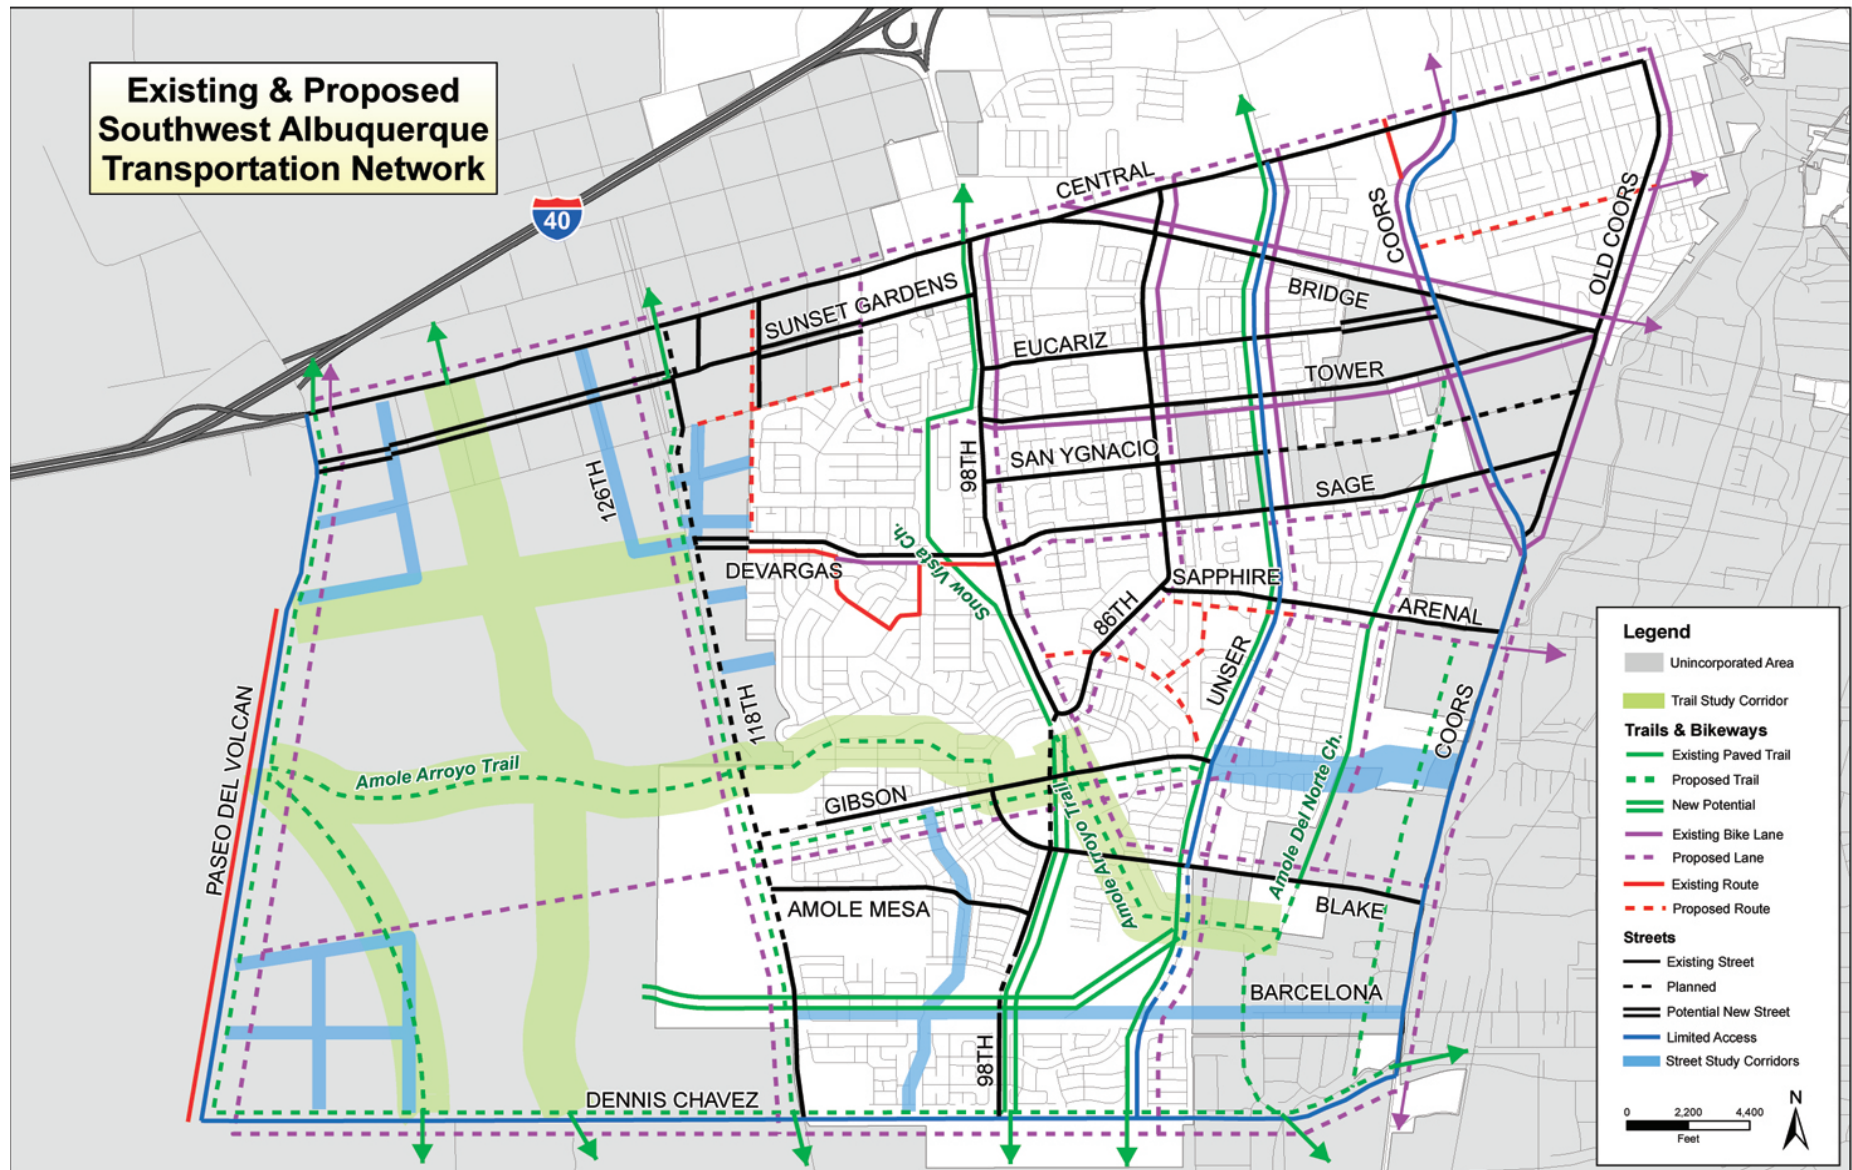 Existing & Proposed
Southwest Albuquerque
Transportation Network
40
CENTRAL
COORS
OLD COORS
SUNSET GARDENS
BRIDGE
EUCARIZ
TOWER
126TH
98TH
SAN YGNACIO
SAGE
Snow Vista Ch.
DEVARGAS
SAPPHIRE
86TH
ARENAL
UNSER
118TH
COORS
PASEO DEL VOLCAN
Amole Arroyo Trail
GIBSON
Amole Arroyo Trail
Amole Del Norte Ch.
AMOLE MESA
BLAKE
BARCELONA
98TH
DENNIS CHAVEZ
Legend
Unincorporated Area
Trail Study Corridor
Trails & Bikeways
Existing Paved Trail
Proposed Trail
New Potential
Existing Bike Lane
Proposed Lane
Existing Route
Proposed Route
Streets
Existing Street
Planned
Potential New Street
Limited Access
Street Study Corridors
N
0 2,200 4,400
Feet